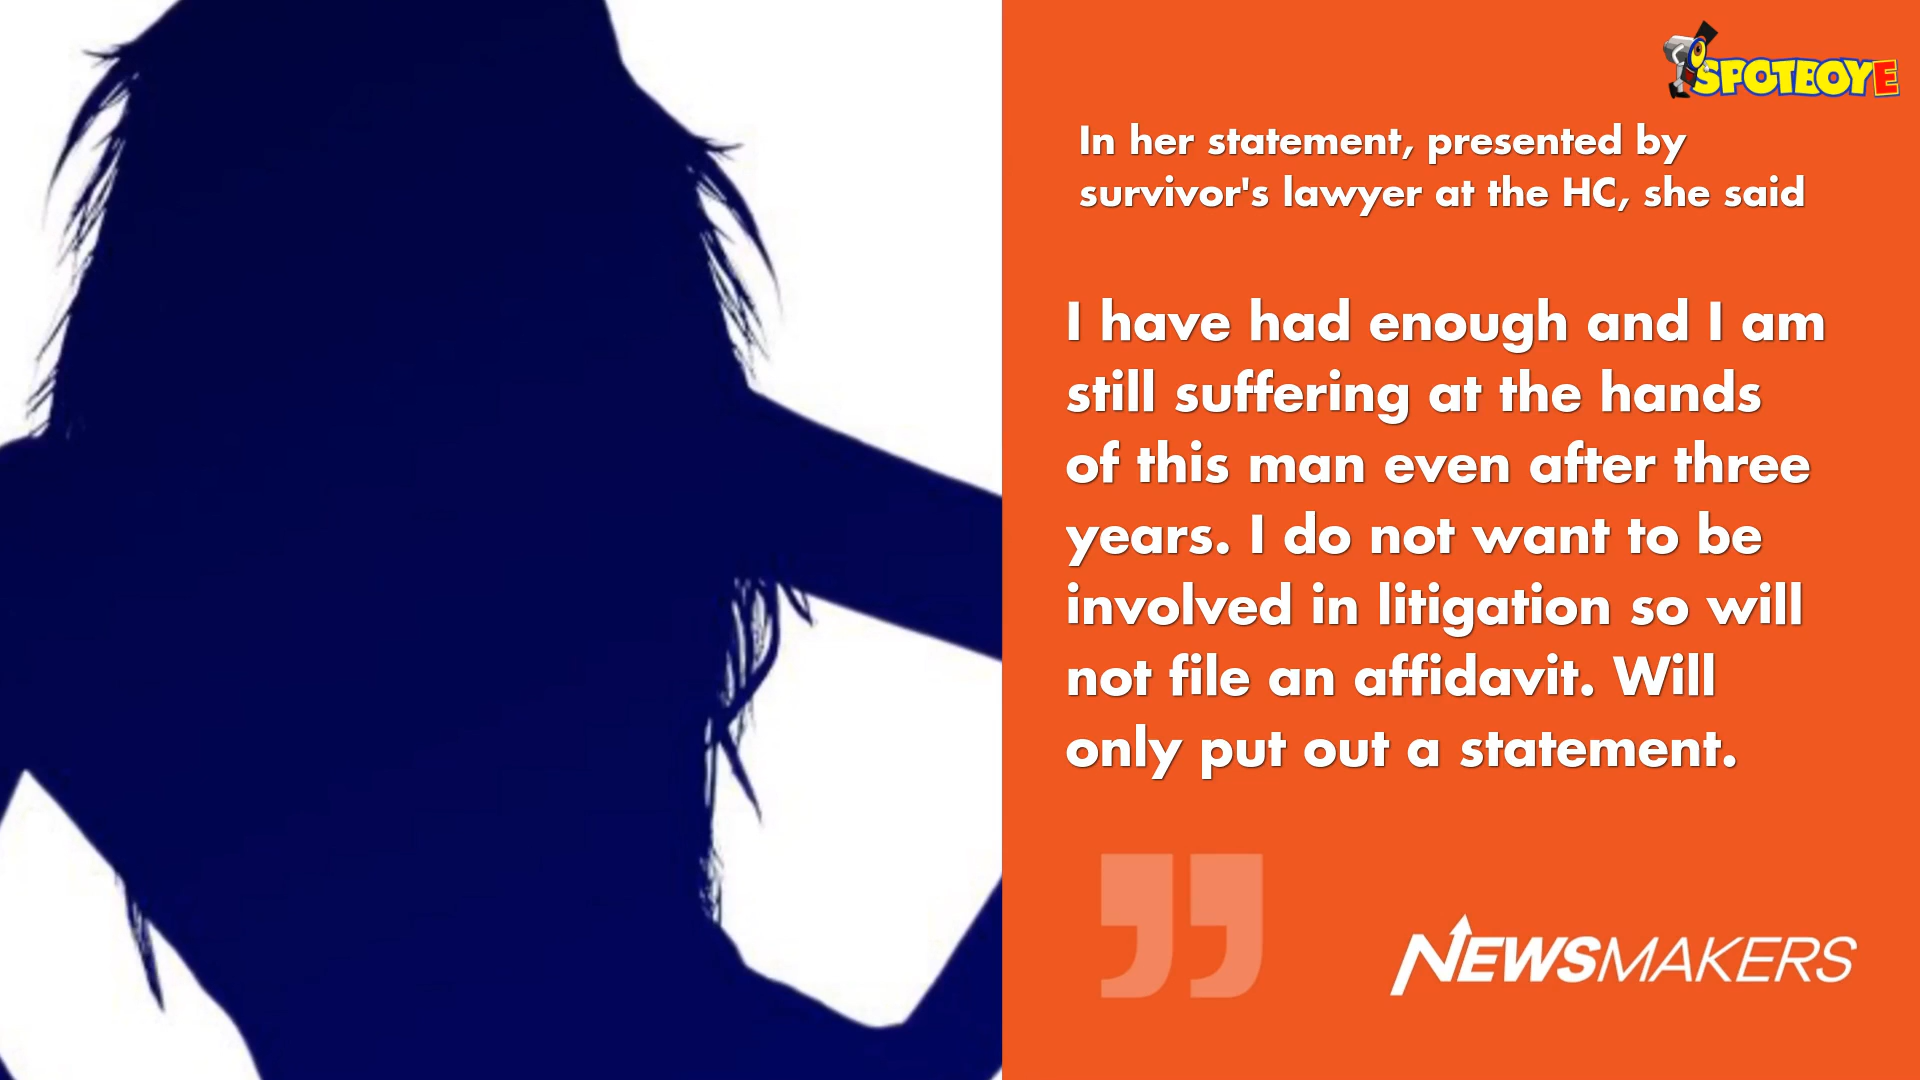 SPOTBOYE
In her statement, presented by
survivor's lawyer at the HC, she said
I have had enough and I am
still suffering at the hands
of this man even after three
years. I do not want to be
involved in litigation so will
not file an affidavit. Will
only put out a statement.
”
NEWSMAKERS